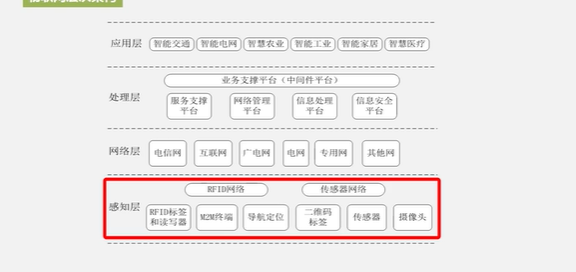 应用层
智能交通 智能电网 智慧农业 智能工业 智能家居 智慧医疗
业务支撑平台（中间件平台）
处理层
服务支撑 网络管理 信息处理 信息安全
平台 平台 平台 平台
网络层
电信网 互联网 广电网 电网 专用网 其他网
RFID网络 传感器网络
感知层
RFID标签 M2M终端 导航定位 二维码 传感器 摄像头
和读写器 标签